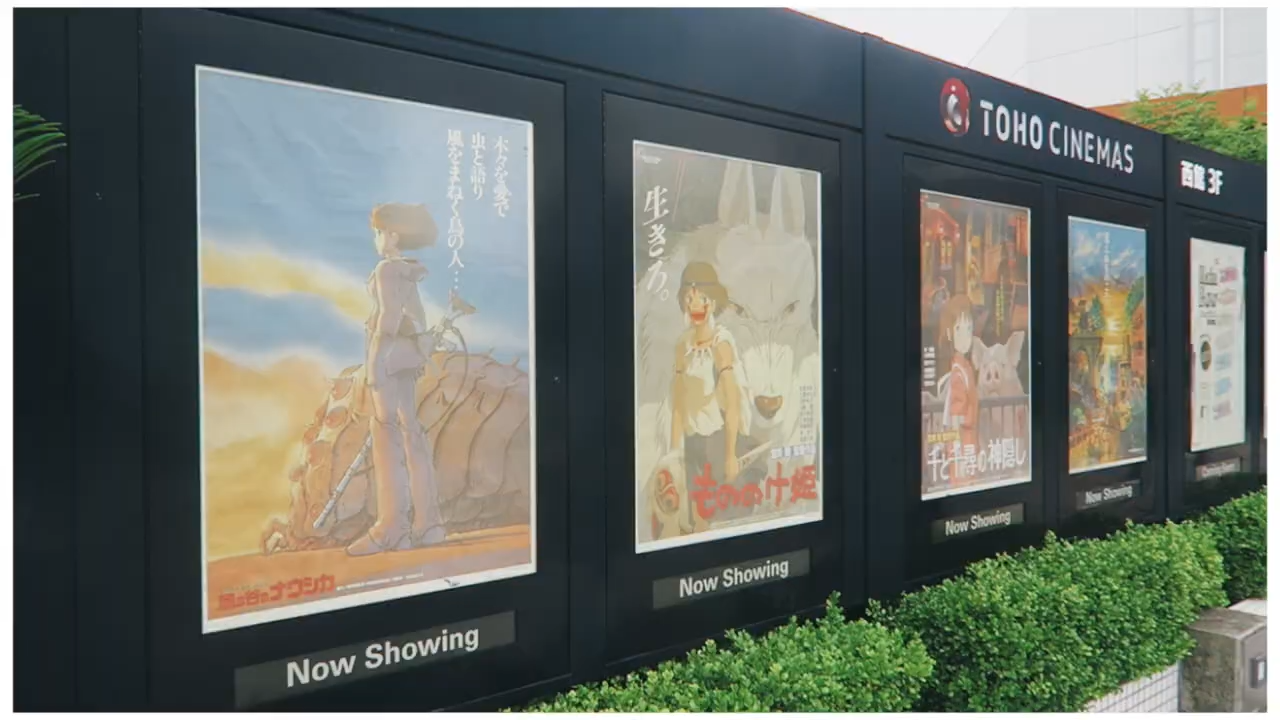 木々を愛で
虫と語り
風をまねく鳥の人…
風の谷のナウシカ
Now Showing
生きろ。
もののけ姫
Now Showing
TOHO CINEMAS
千と千尋の神隠し
Now Showing
Now Showing
西館 3F
Coming Soon